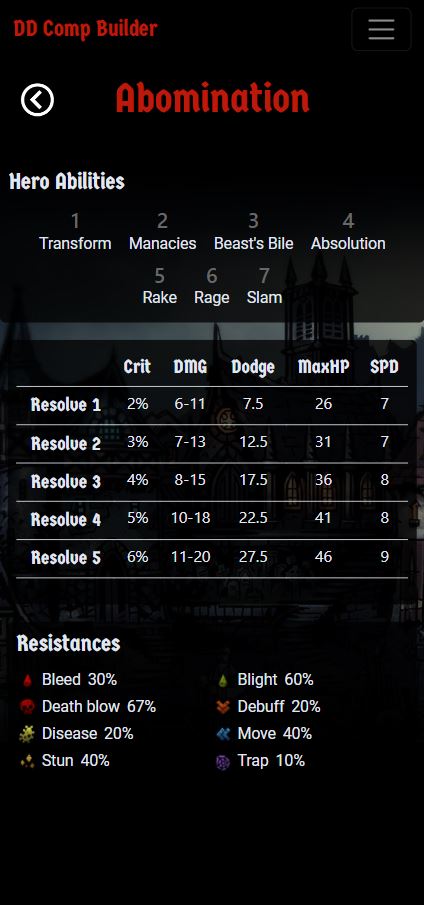 DD Comp Builder
Abomination
Hero Abilities
1 2 3 4
Transform Manacies Beast's Bile Absolution
5 6 7
Rake Rage Slam
Crit DMG Dodge MaxHP SPD
Resolve 1 2% 6-11 7.5 26 7
Resolve 2 3% 7-13 12.5 31 7
Resolve 3 4% 8-15 17.5 36 8
Resolve 4 5% 10-18 22.5 41 8
Resolve 5 6% 11-20 27.5 46 9
Resistances
Bleed 30% Blight 60%
Death blow 67% Debuff 20%
Disease 20% Move 40%
Stun 40% Trap 10%